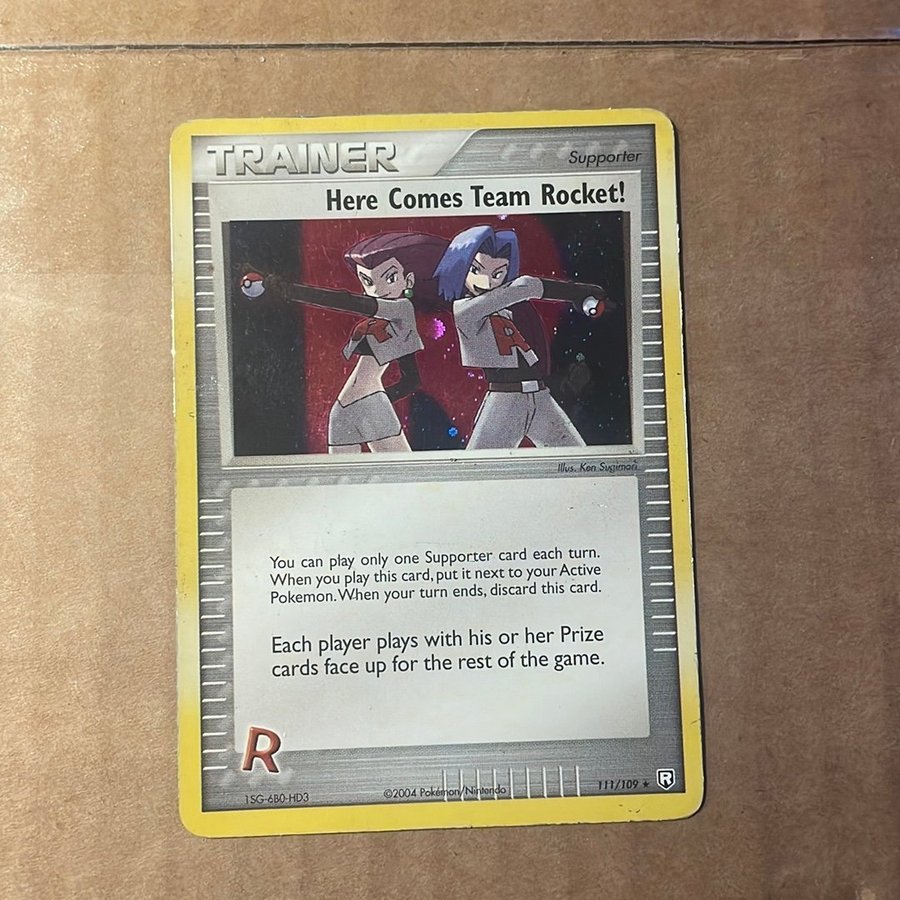 TRAINER
Supporter
Here Comes Team Rocket!
R
R
Illus. Ken Sugimori
You can play only one Supporter card each turn.
When you play this card, put it next to your Active
Pokemon. When your turn ends, discard this card.
Each player plays with his or her Prize
cards face up for the rest of the game.
R
1SG-6B0-HD3
©2004 Pokémon/Nintendo
111/109 ★
R